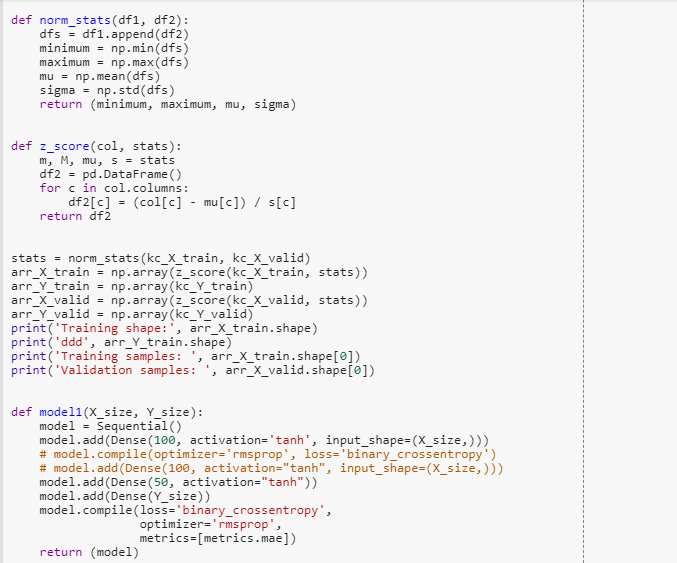 def norm_stats(df1, df2):
    dfs = df1.append(df2)
    minimum = np.min(dfs)
    maximum = np.max(dfs)
    mu = np.mean(dfs)
    sigma = np.std(dfs)
    return (minimum, maximum, mu, sigma)
def z_score(col, stats):
    m, M, mu, s = stats
    df2 = pd.DataFrame()
    for c in col.columns:
        df2[c] = (col[c] - mu[c]) / s[c]
    return df2
stats = norm_stats(kc_X_train, kc_X_valid)
arr_X_train = np.array(z_score(kc_X_train, stats))
arr_Y_train = np.array(kc_Y_train)
arr_X_valid = np.array(z_score(kc_X_valid, stats))
arr_Y_valid = np.array(kc_Y_valid)
print('Training shape:', arr_X_train.shape)
print('ddd', arr_Y_train.shape)
print('Training samples: ', arr_X_train.shape[0])
print('Validation samples: ', arr_X_valid.shape[0])
def model1(X_size, Y_size):
    model = Sequential()
    model.add(Dense(100, activation='tanh', input_shape=(X_size,)))
    # model.compile(optimizer='rmsprop', loss='binary_crossentropy')
    # model.add(Dense(100, activation="tanh", input_shape=(X_size,)))
    model.add(Dense(50, activation="tanh"))
    model.add(Dense(Y_size))
    model.compile(loss='binary_crossentropy',
                  optimizer='rmsprop',
                  metrics=[metrics.mae])
    return (model)